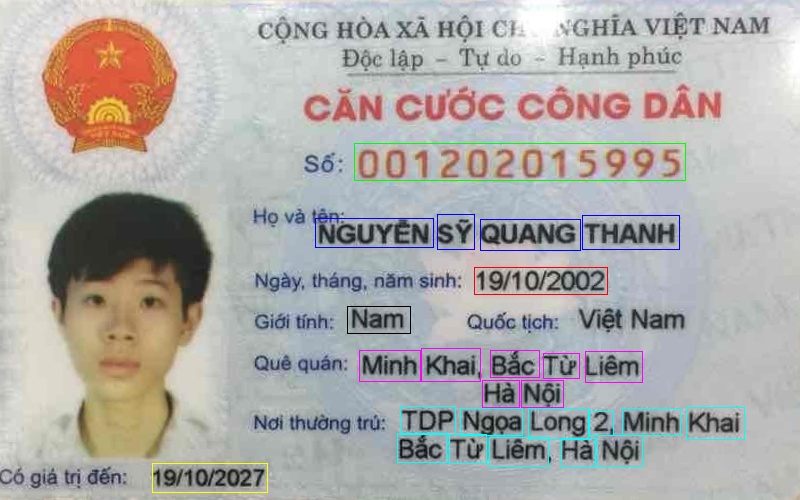 CỘNG HÒA XÃ HỘI CHỦ NGHĨA VIỆT NAM
Độc lập - Tự do - Hạnh phúc
CĂN CƯỚC CÔNG DÂN
Số: 001202015995
Họ và tên:
NGUYỄN SỸ QUANG THANH
Ngày, tháng, năm sinh: 19/10/2002
Giới tính: Nam Quốc tịch: Việt Nam
Quê quán: Minh Khai, Bắc Từ Liêm
Hà Nội
Nơi thường trú: TDP Ngọa Long 2, Minh Khai
Bắc Từ Liêm, Hà Nội
Có giá trị đến: 19/10/2027